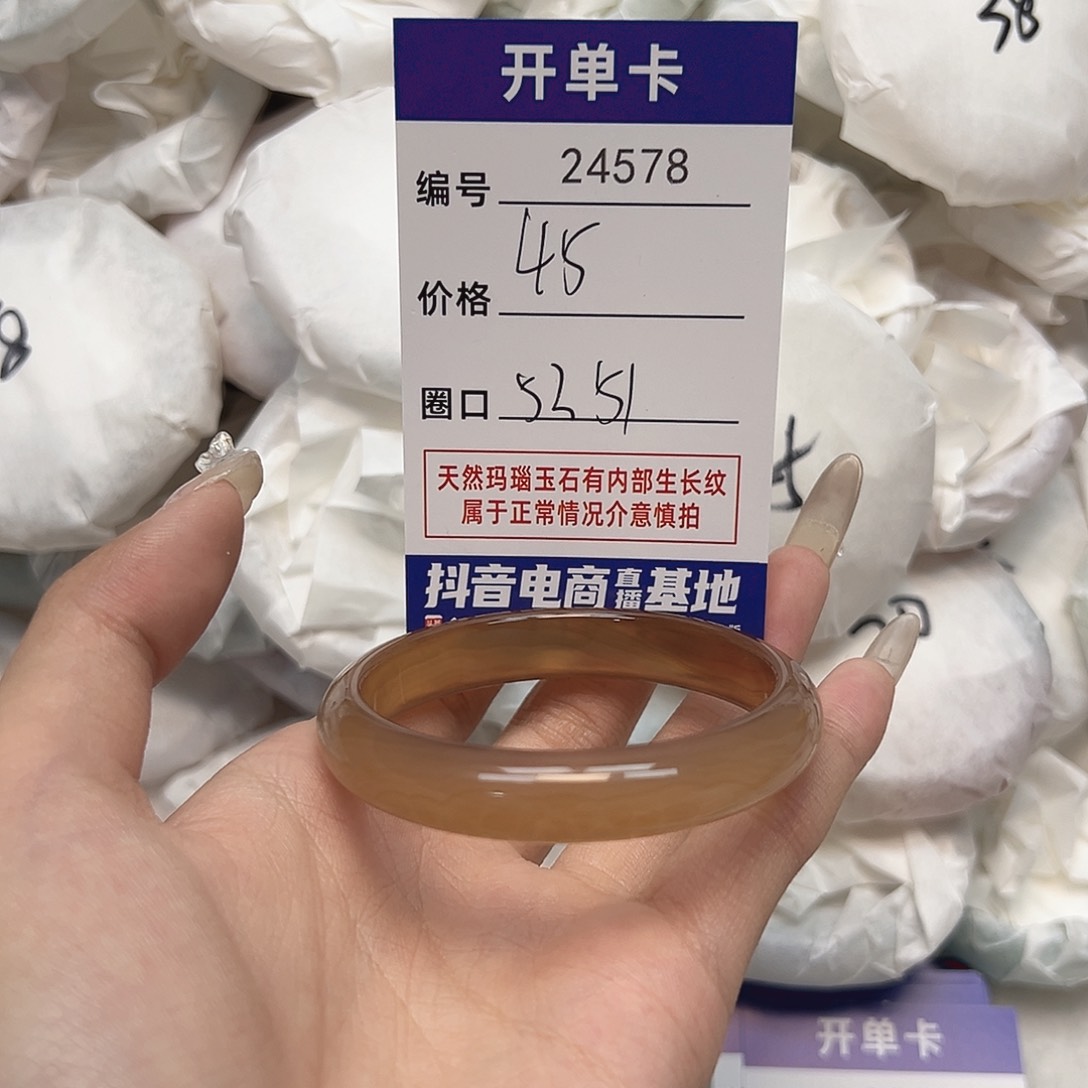 38
开单卡
编号 24578
价格 45
圈口 52 51
天然玛瑙玉石有内部生长纹
属于正常情况介意慎拍
抖音电商直播基地
开单卡